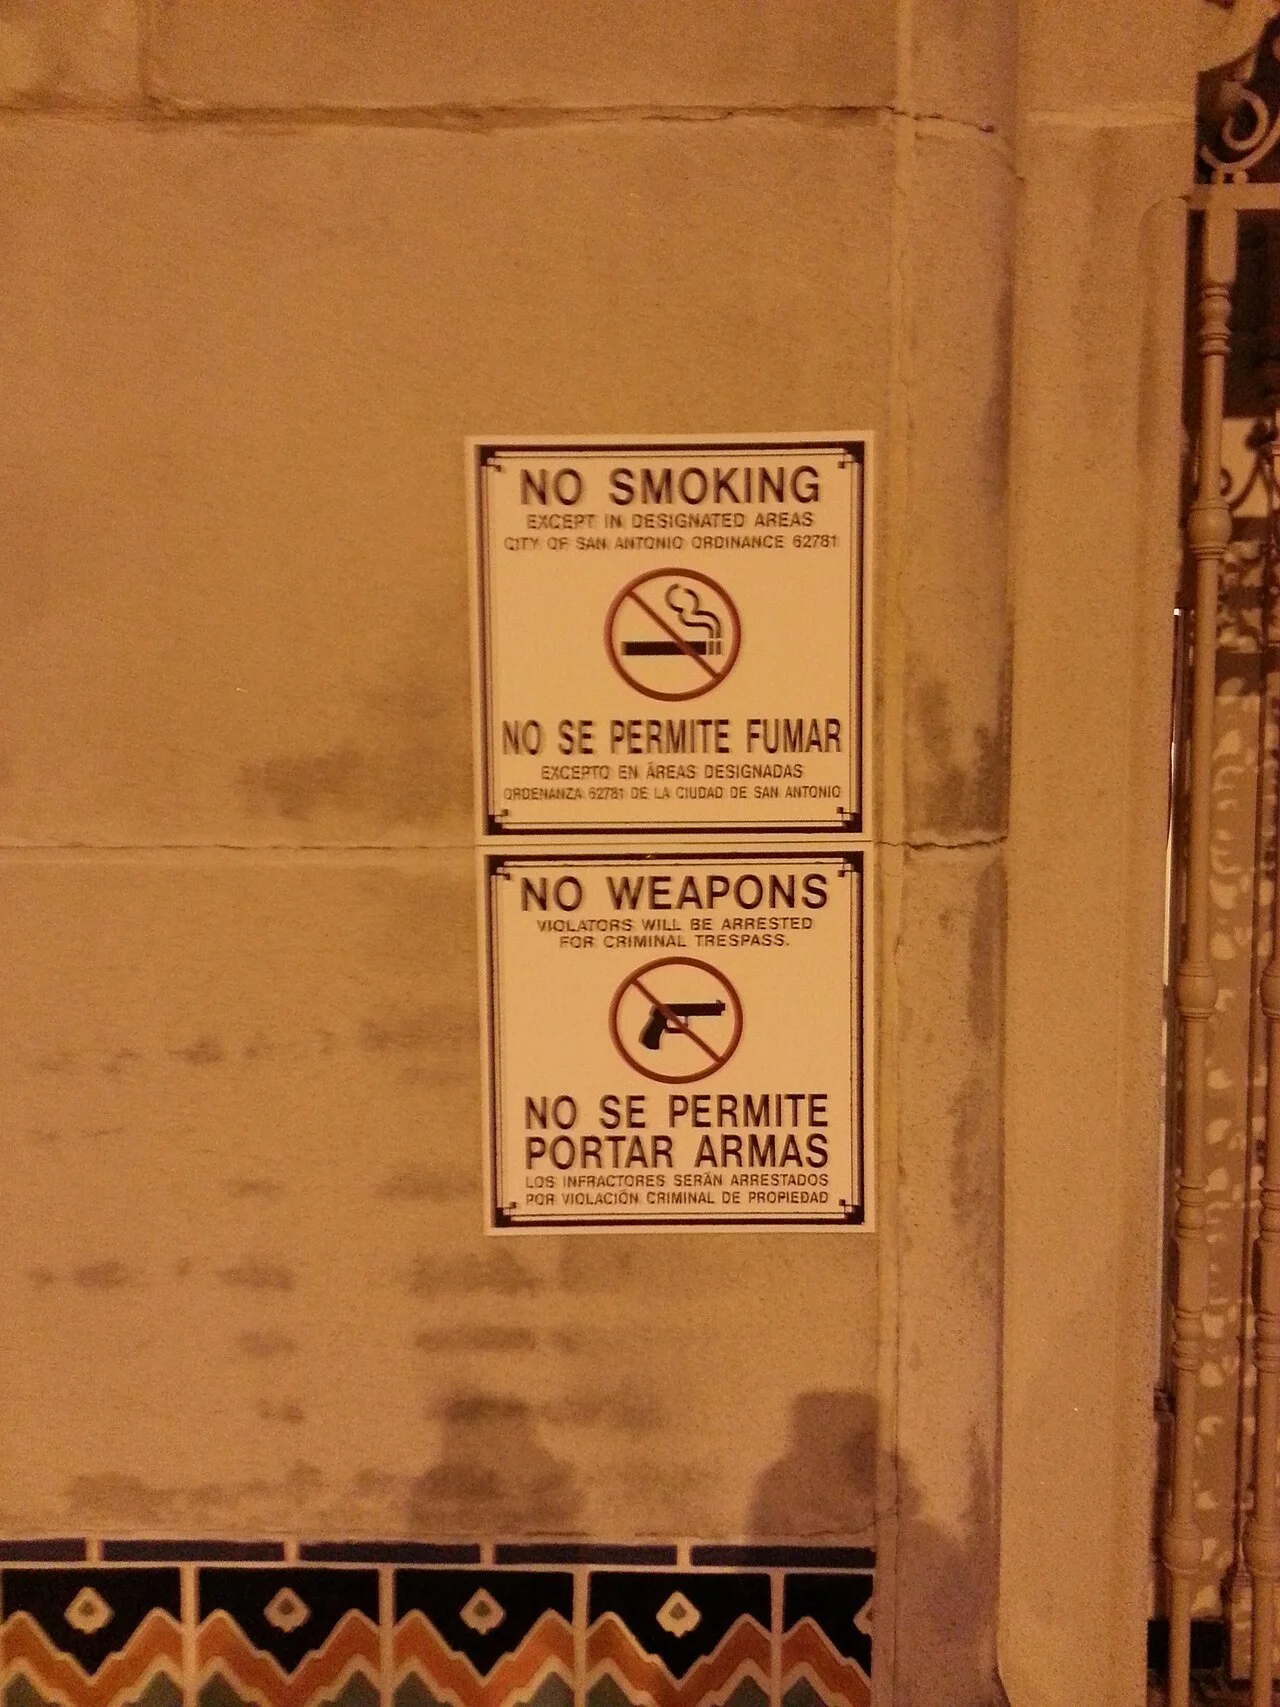 NO SMOKING
EXCEPT IN DESIGNATED AREAS
CITY OF SAN ANTONIO ORDINANCE 62781
NO SE PERMITE FUMAR
EXCEPTO EN ÁREAS DESIGNADAS
ORDENANZA 62781 DE LA CIUDAD DE SAN ANTONIO
NO WEAPONS
VIOLATORS WILL BE ARRESTED
FOR CRIMINAL TRESPASS.
NO SE PERMITE
PORTAR ARMAS
LOS INFRACTORES SERÁN ARRESTADOS
POR VIOLACIÓN CRIMINAL DE PROPIEDAD